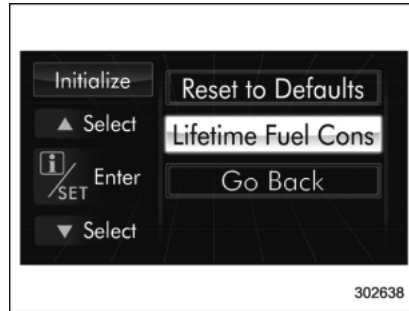 Initialize
▲ Select
i/SET Enter
▼ Select
Reset to Defaults
Lifetime Fuel Cons
Go Back
302638